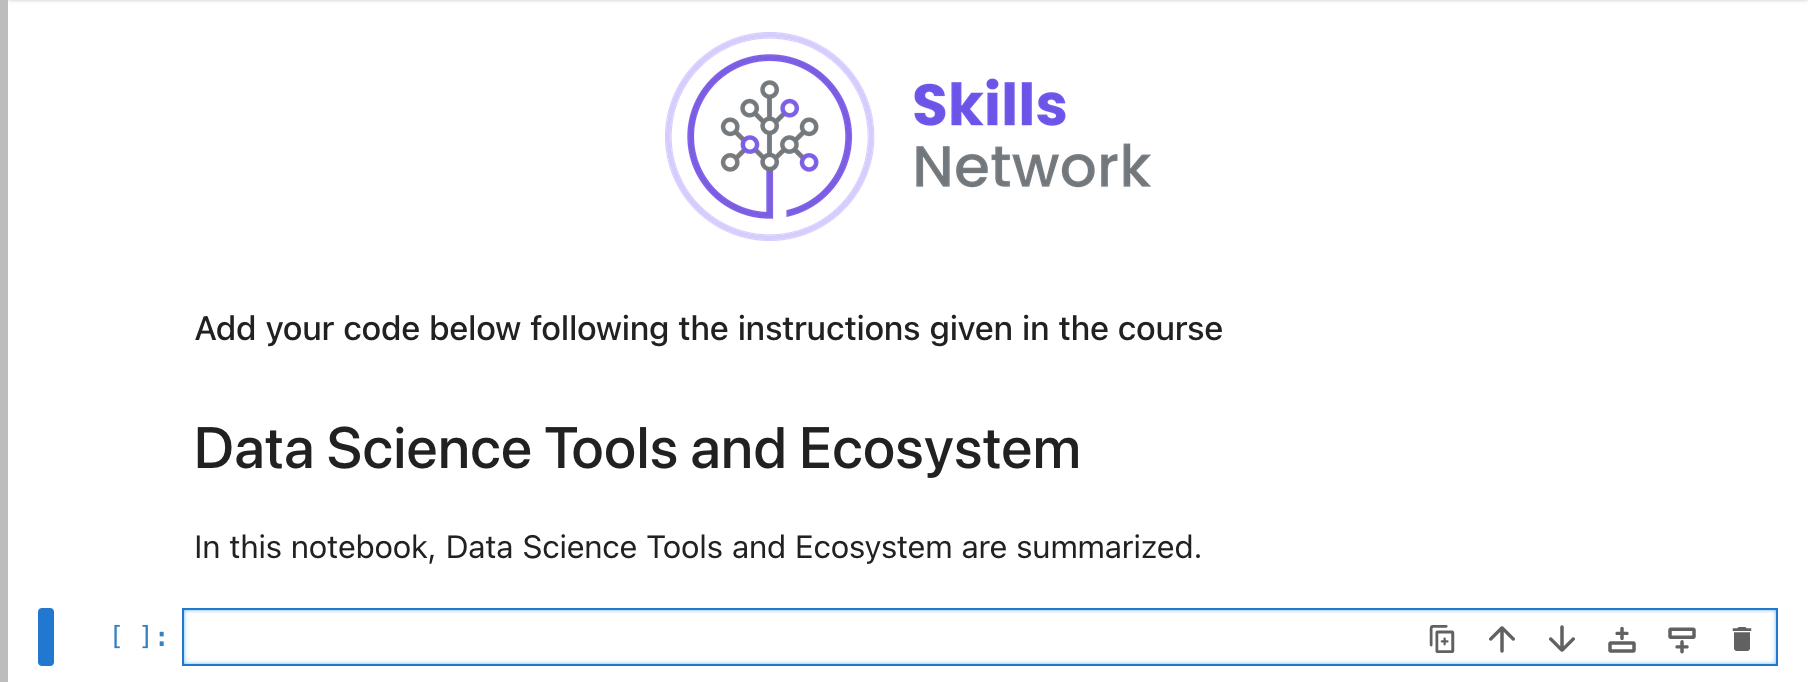 Skills
Network
Add your code below following the instructions given in the course
Data Science Tools and Ecosystem
In this notebook, Data Science Tools and Ecosystem are summarized.
[ ]: